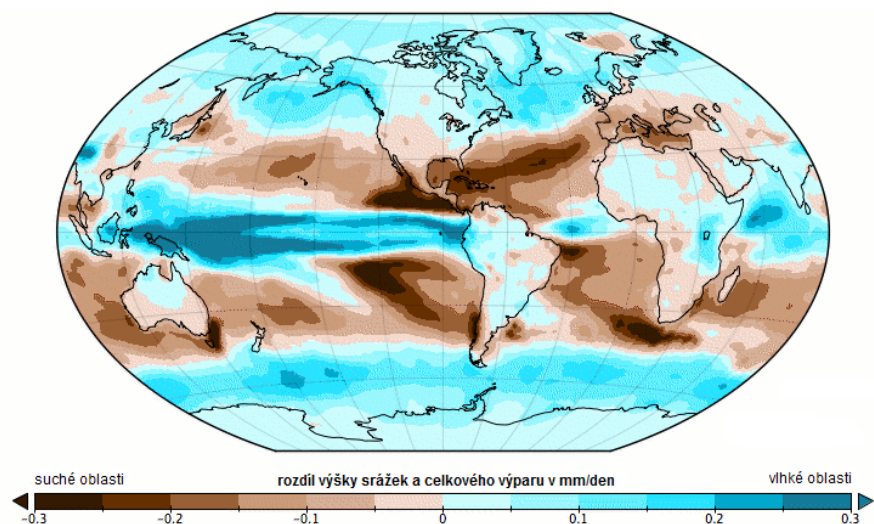 suché oblasti rozdíl výšky srážek a celkového výparu v mm/den vlhké oblasti
-0.3 -0.2 -0.1 0 0.1 0.2 0.3